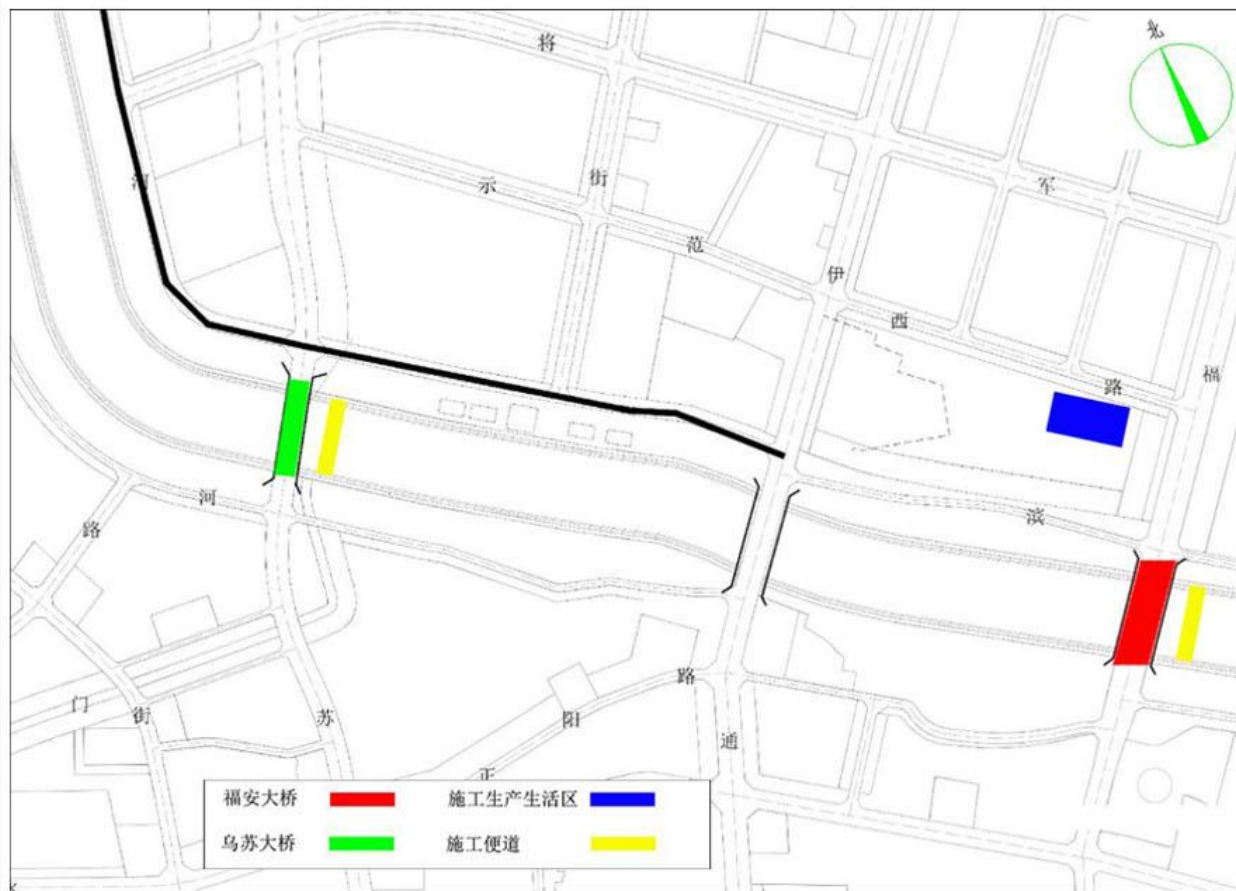 北
将
河
示
街
范
军
伊
西
路
福
河
路
滨
门
街
苏
阳
路
正
通
福安大桥
施工生产生活区
乌苏大桥
施工便道